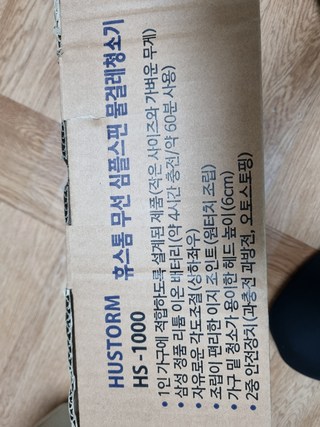 HUSTORM 휴스톰 무선 심플스핀 물걸레청소기
HS-1000
• 1인 가구에 적합하도록 설계된 제품(작은 사이즈와 가벼운 무게)
• 삼성 정품 리튬 이온 배터리(약 4시간 충전/약 60분 사용)
• 자유로운 각도조절(상하좌우)
• 조립이 편리한 이지 조인트(원터치 조립)
• 가구 밑 청소가 용이한 헤드 높이(6cm)
• 2중 안전장치(과충전 과방전, 오토스토핑)